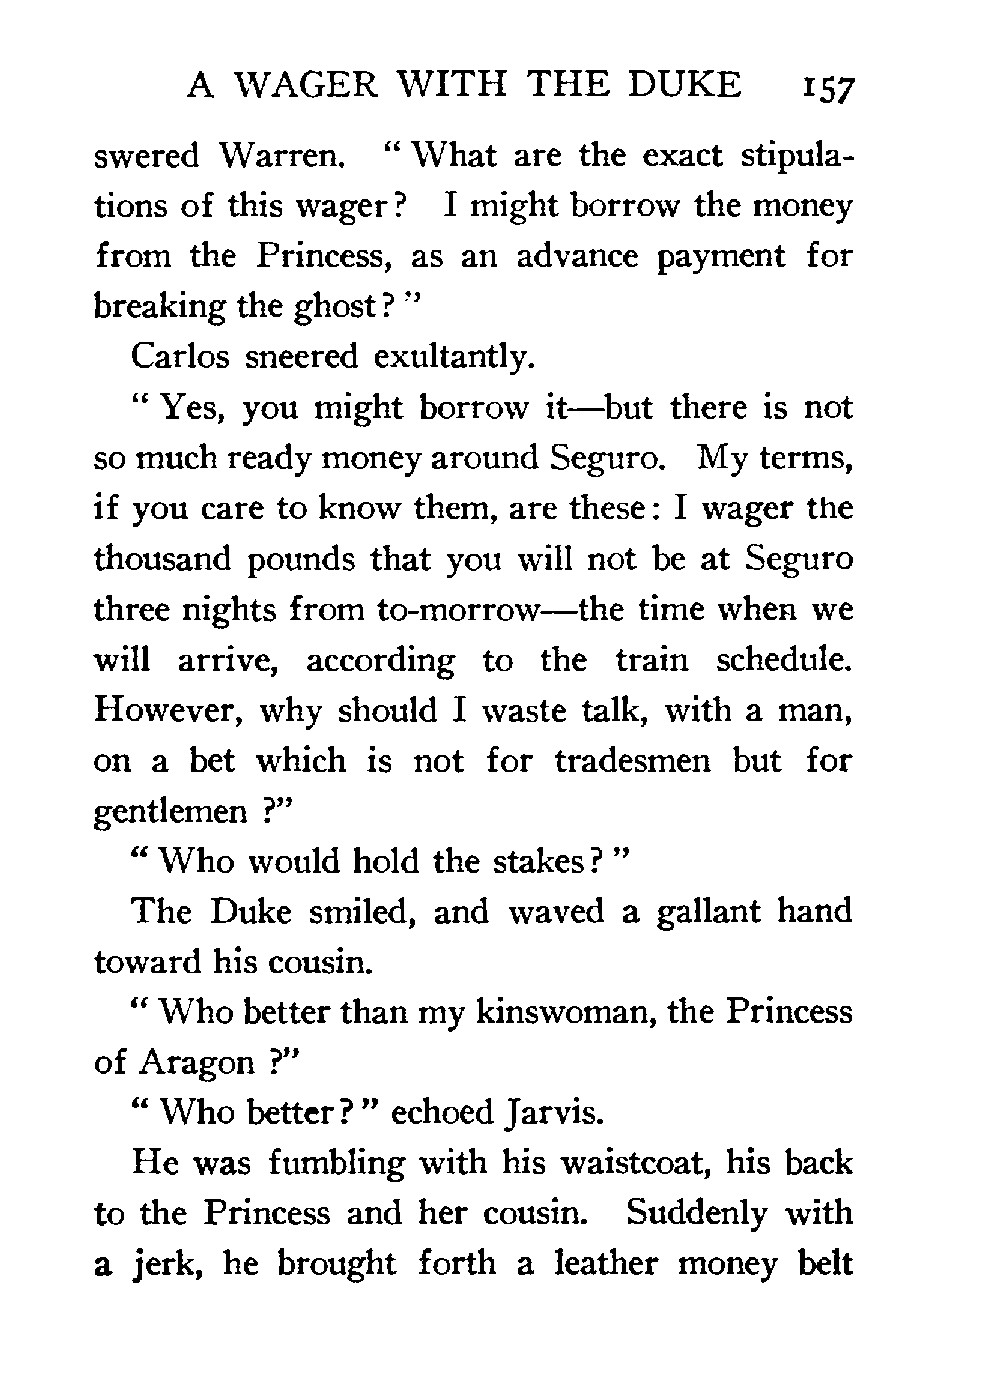 A WAGER WITH THE DUKE 157
swered Warren. “ What are the exact stipula-
tions of this wager? I might borrow the money
from the Princess, as an advance payment for
breaking the ghost? ”
Carlos sneered exultantly.
“ Yes, you might borrow it—but there is not
so much ready money around Seguro. My terms,
if you care to know them, are these: I wager the
thousand pounds that you will not be at Seguro
three nights from to-morrow—the time when we
will arrive, according to the train schedule.
However, why should I waste talk, with a man,
on a bet which is not for tradesmen but for
gentlemen ?”
“ Who would hold the stakes? ”
The Duke smiled, and waved a gallant hand
toward his cousin.
“ Who better than my kinswoman, the Princess
of Aragon ?”
“ Who better? ” echoed Jarvis.
He was fumbling with his waistcoat, his back
to the Princess and her cousin. Suddenly with
a jerk, he brought forth a leather money belt